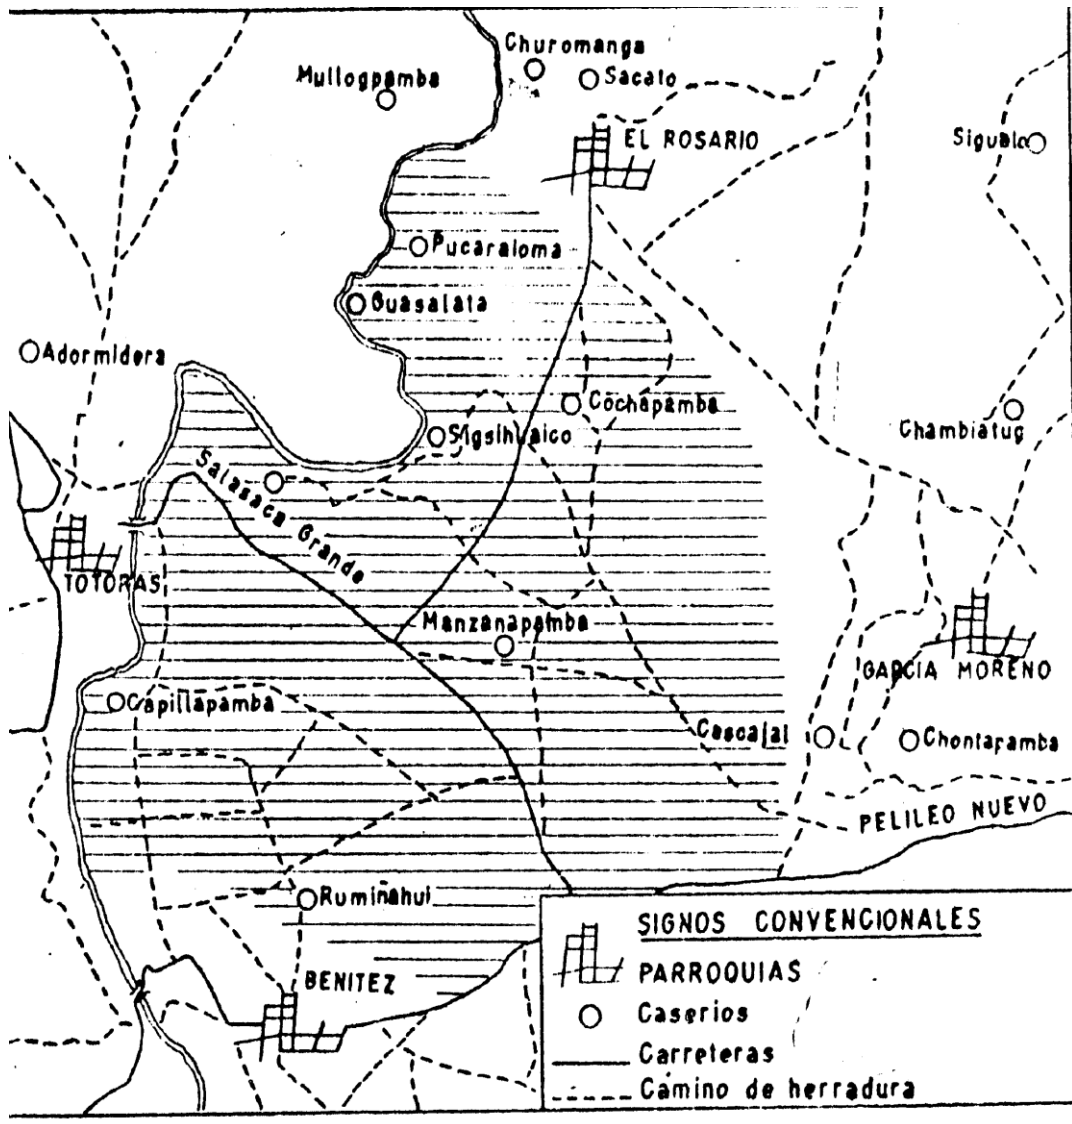 Churomanga
Mullogpamba
Sacato
EL ROSARIO
Sigualo
Pucaraloma
Guasalata
Adormidera
Cochapamba
Chambiatug
Sigsihuaico
Salasaca Grande
TOTORAS
Manzanapamba
GARCIA MORENO
Capillapamba
Cascajal
Chontapamba
PELILEO NUEVO
Rumiñahui
BENITEZ
SIGNOS CONVENCIONALES
PARROQUIAS
Caserios
Carreteras
Camino de herradura